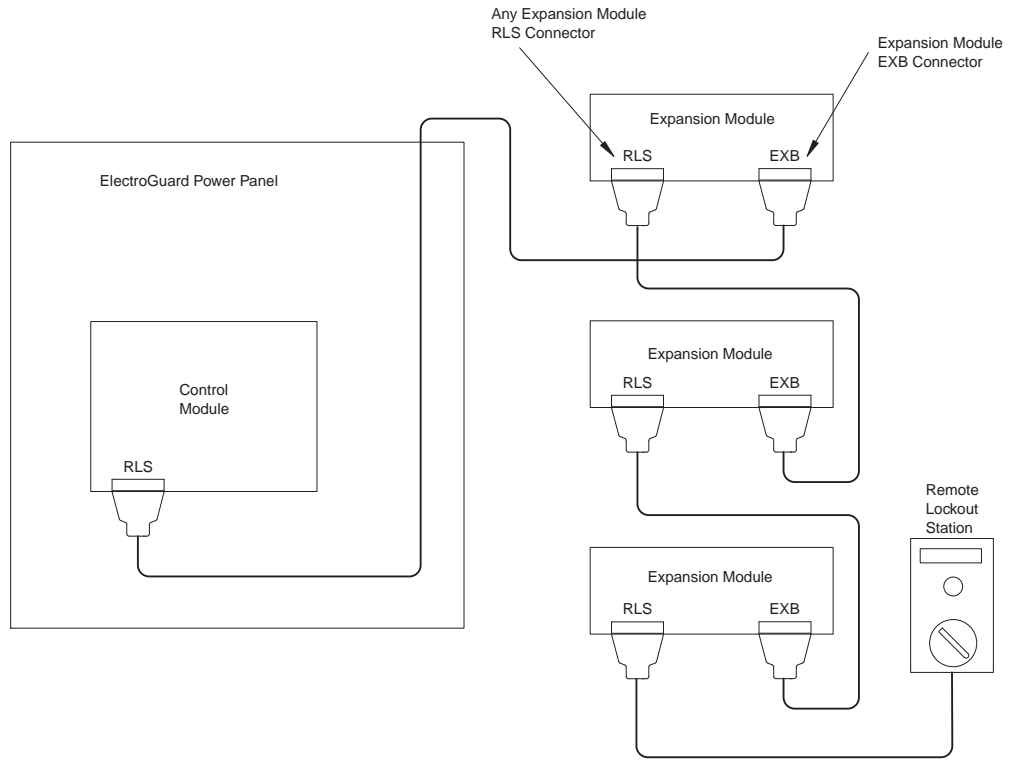 Any Expansion Module
RLS Connector
Expansion Module
EXB Connector
Expansion Module
RLS
EXB
ElectroGuard Power Panel
Control
Module
RLS
Expansion Module
RLS
EXB
Remote
Lockout
Station
Expansion Module
RLS
EXB